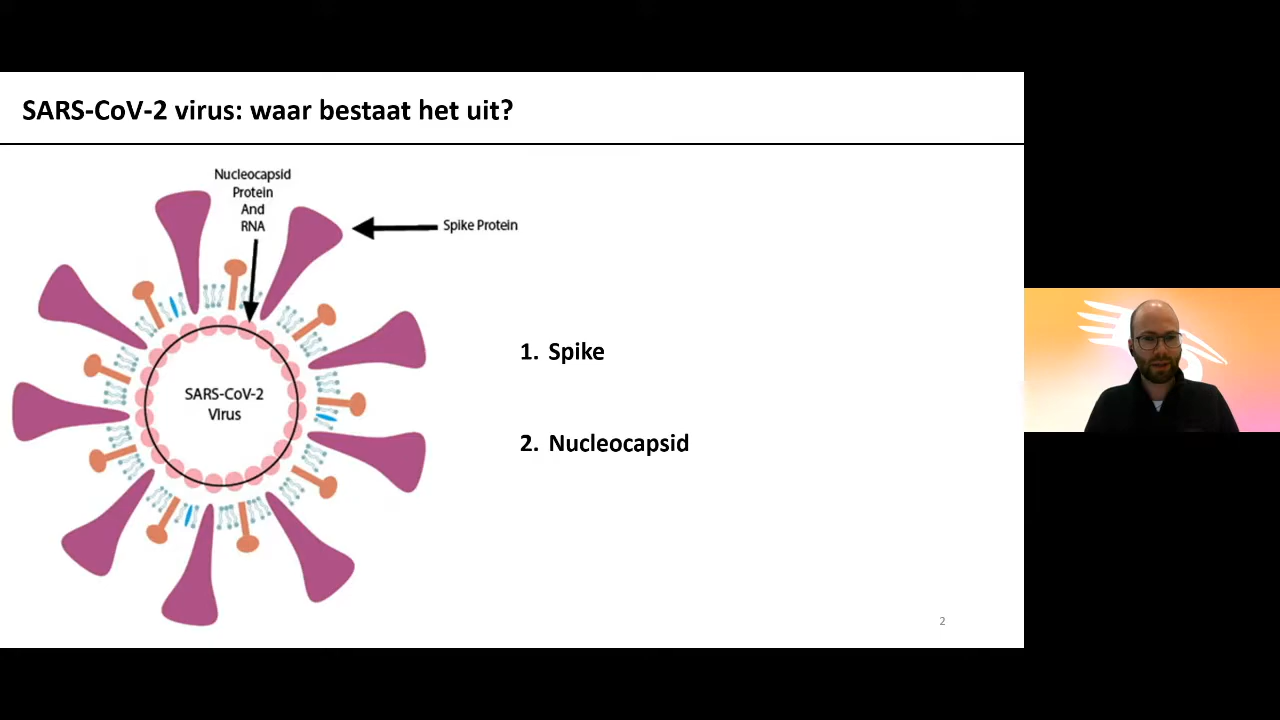 SARS-CoV-2 virus: waar bestaat het uit?
Nucleocapsid
Protein
And
RNA
Spike Protein
SARS-CoV-2
Virus
1. Spike
2. Nucleocapsid
2